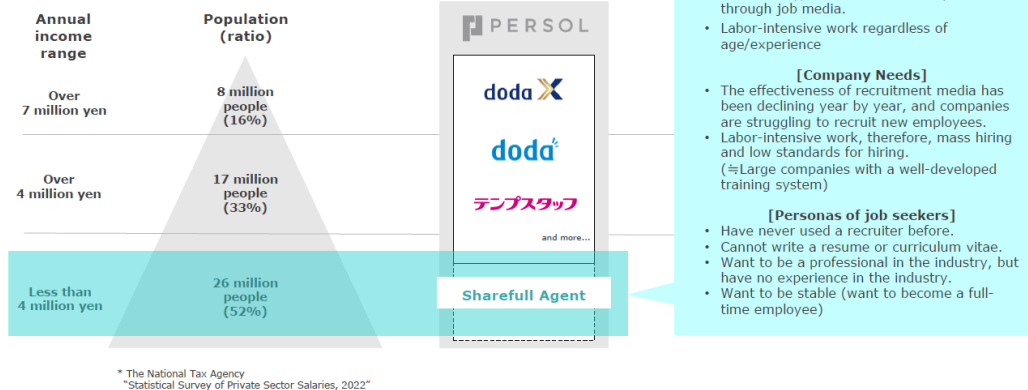 Annual
income
range
Population
(ratio)
Over
7 million yen
8 million
people
(16%)
Over
4 million yen
17 million
people
(33%)
Less than
4 million yen
26 million
people
(52%)
* The National Tax Agency
"Statistical Survey of Private Sector Salaries, 2022"
PERSOL
doda X
doda
テンプスタッフ
and more...
Sharefull Agent
through job media.
• Labor-intensive work regardless of
age/experience
[Company Needs]
• The effectiveness of recruitment media has
been declining year by year, and companies
are struggling to recruit new employees.
• Labor-intensive work, therefore, mass hiring
and low standards for hiring.
(≒Large companies with a well-developed
training system)
[Personas of job seekers]
• Have never used a recruiter before.
• Cannot write a resume or curriculum vitae.
• Want to be a professional in the industry, but
have no experience in the industry.
• Want to be stable (want to become a full-
time employee)